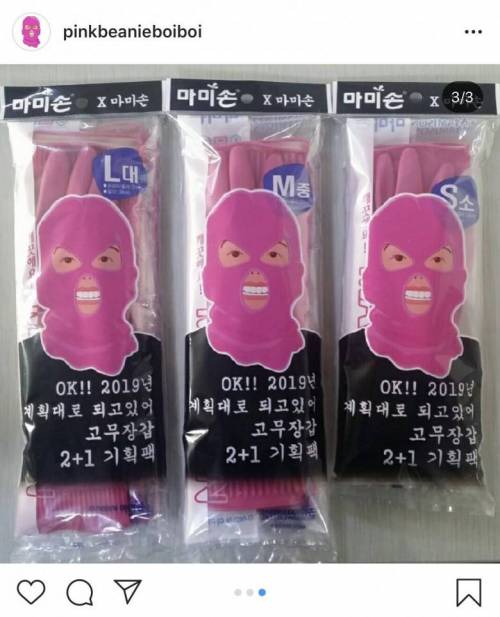 pinkbeanieboiboi
3/3
마미손 X 마미손
L대
OK!! 2019년
계획대로 되고있어
고무장갑
2+1 기획팩
마미손 X 마미손
M중
OK!! 2019년
계획대로 되고있어
고무장갑
2+1 기획팩
마미손 X
S소
OK!! 2019년
계획대로 되고있어
고무장갑
2+1 기획팩